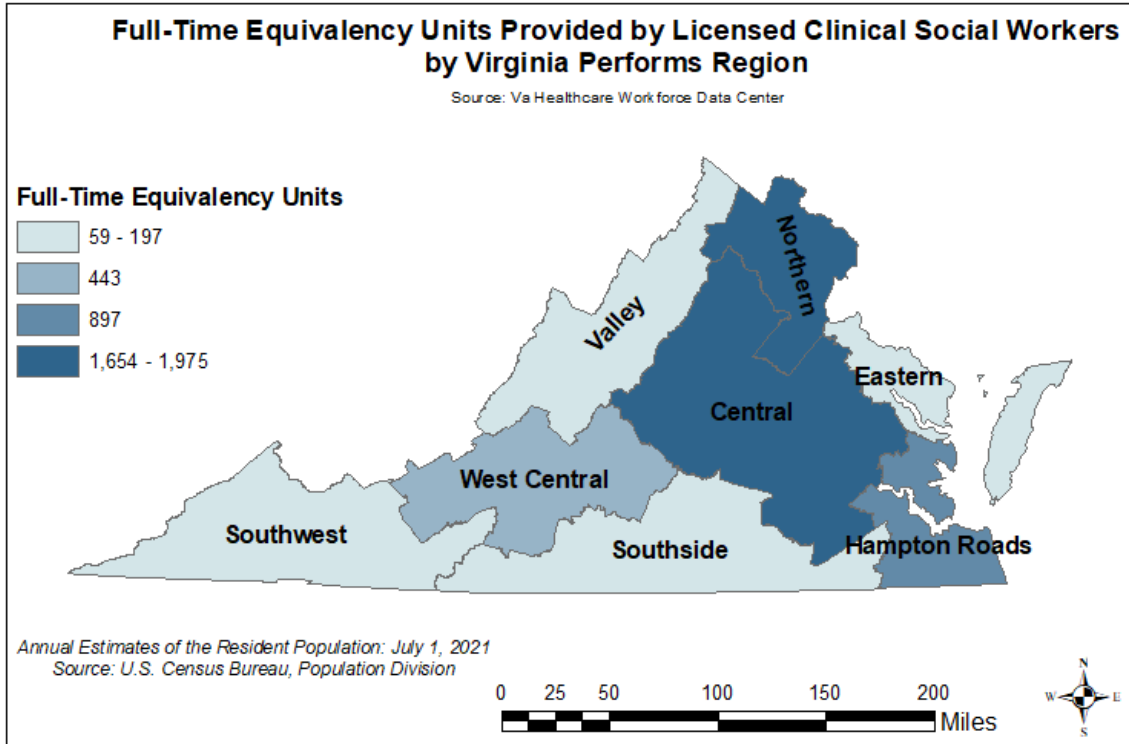 Full-Time Equivalency Units Provided by Licensed Clinical Social Workers
by Virginia Performs Region
Source: Va Healthcare Workforce Data Center
Full-Time Equivalency Units
59 - 197
443
897
1,654 - 1,975
Northern
Valley
Eastern
Central
West Central
Southwest
Southside
Hampton Roads
Annual Estimates of the Resident Population: July 1, 2021
Source: U.S. Census Bureau, Population Division
0 25 50 100 150 200
Miles
N
W E
S